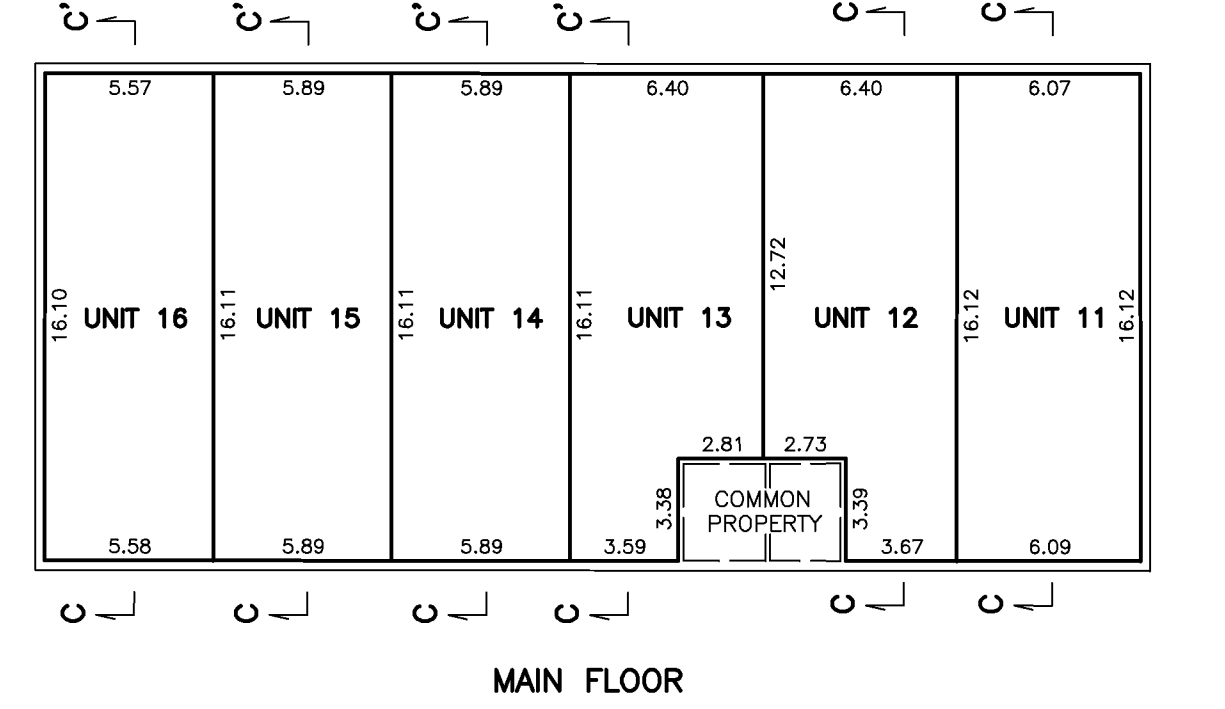 C' C' C' C' C C
5.57 5.89 5.89 6.40 6.40 6.07
12.72
16.10 UNIT 16 16.11 UNIT 15 16.11 UNIT 14 16.11 UNIT 13 UNIT 12 16.12 UNIT 11 16.12
2.81 2.73
3.38 COMMON 3.39
PROPERTY
5.58 5.89 5.89 3.59 3.67 6.09
C C C C C C
MAIN FLOOR